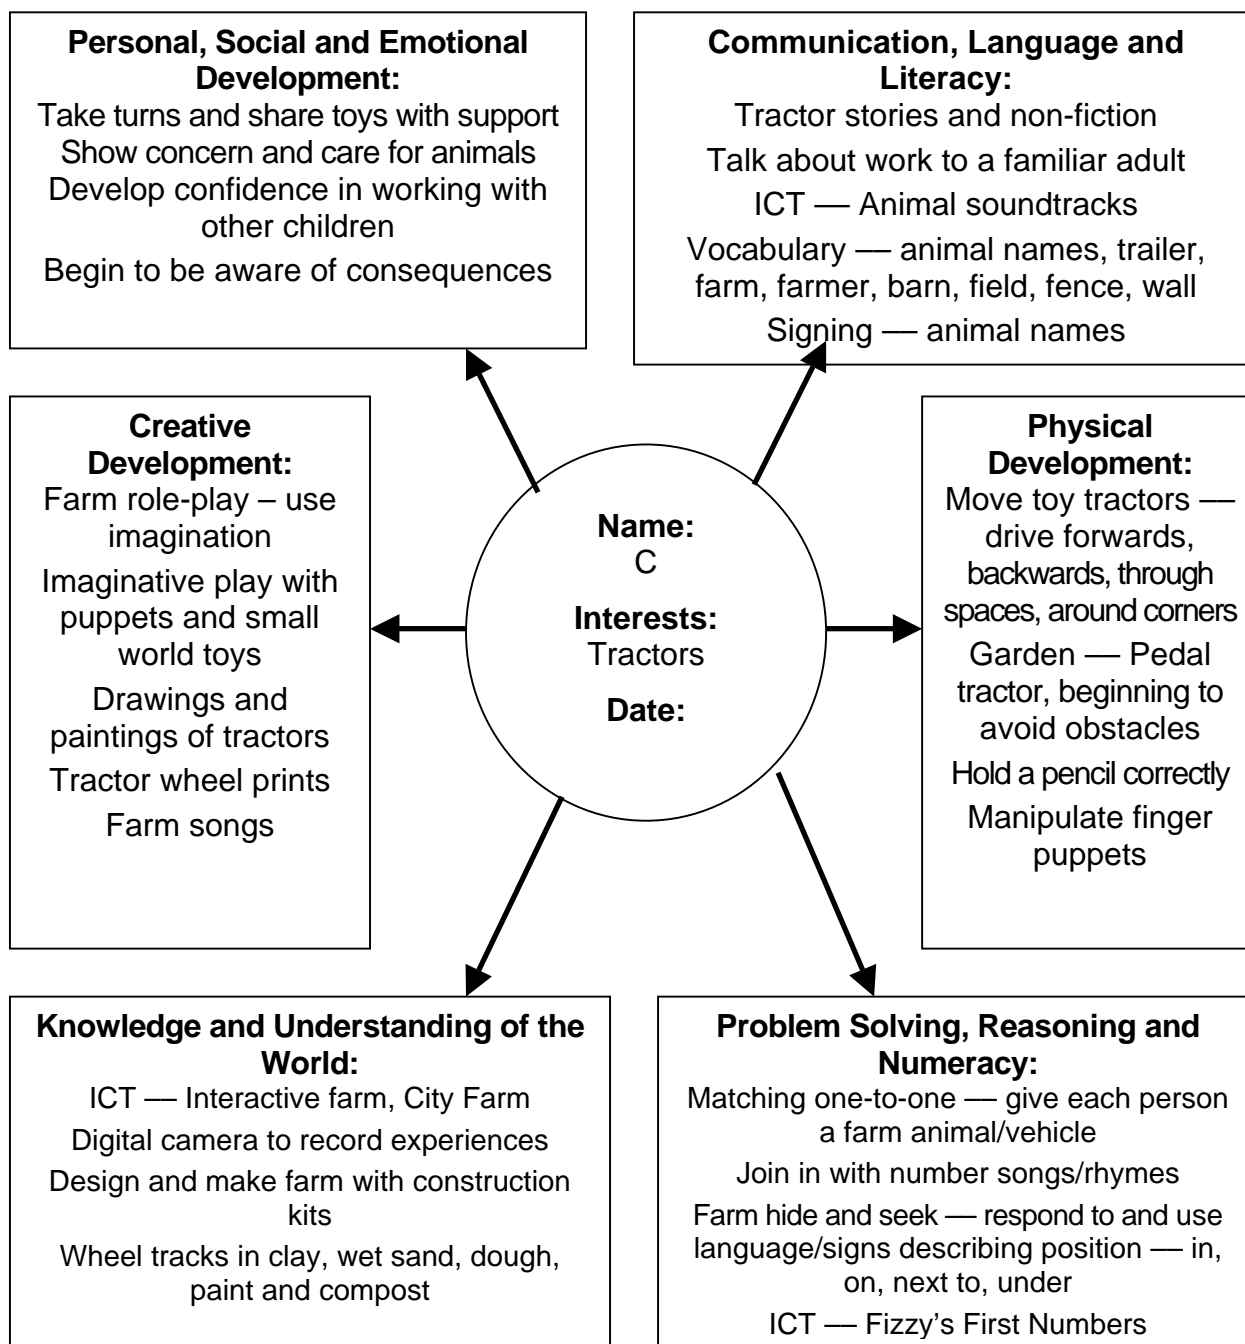 Personal, Social and Emotional
Development:
Take turns and share toys with support
Show concern and care for animals
Develop confidence in working with
other children
Begin to be aware of consequences
Communication, Language and
Literacy:
Tractor stories and non-fiction
Talk about work to a familiar adult
ICT — Animal soundtracks
Vocabulary — animal names, trailer,
farm, farmer, barn, field, fence, wall
Signing — animal names
Creative
Development:
Farm role-play – use
imagination
Imaginative play with
puppets and small
world toys
Drawings and
paintings of tractors
Tractor wheel prints
Farm songs
Name:
C
Interests:
Tractors
Date:
Physical
Development:
Move toy tractors —
drive forwards,
backwards, through
spaces, around corners
Garden — Pedal
tractor, beginning to
avoid obstacles
Hold a pencil correctly
Manipulate finger
puppets
Knowledge and Understanding of the
World:
ICT — Interactive farm, City Farm
Digital camera to record experiences
Design and make farm with construction
kits
Wheel tracks in clay, wet sand, dough,
paint and compost
Problem Solving, Reasoning and
Numeracy:
Matching one-to-one — give each person
a farm animal/vehicle
Join in with number songs/rhymes
Farm hide and seek — respond to and use
language/signs describing position — in,
on, next to, under
ICT — Fizzy's First Numbers